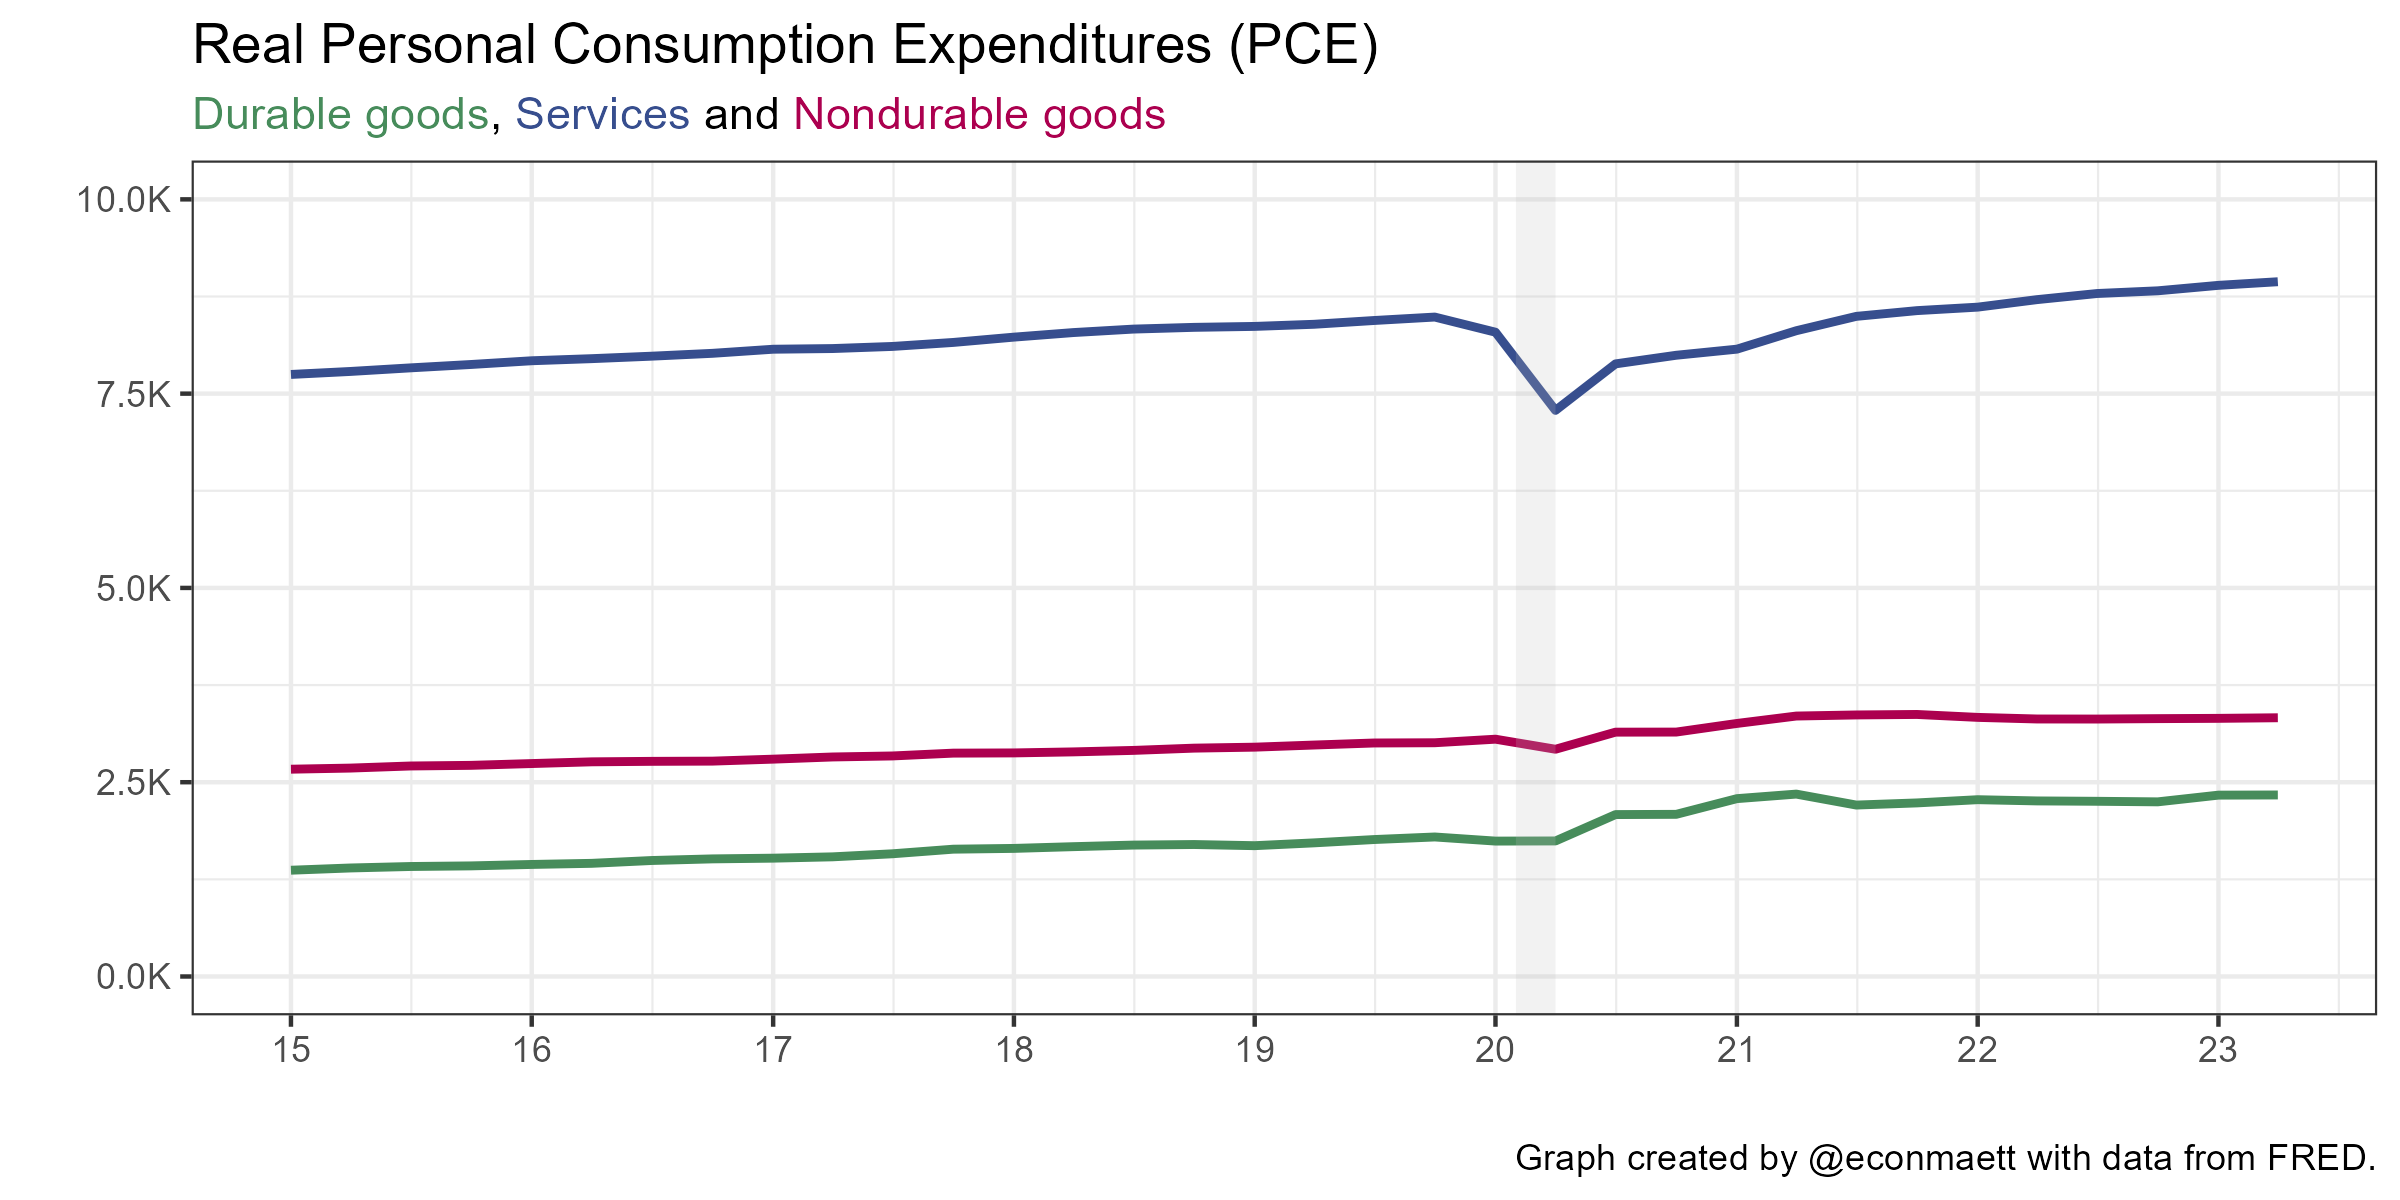 Real Personal Consumption Expenditures (PCE)
Durable goods, Services and Nondurable goods
10.0K
7.5K
5.0K
2.5K
0.0K
15 16 17 18 19 20 21 22 23
Graph created by @econmaett with data from FRED.